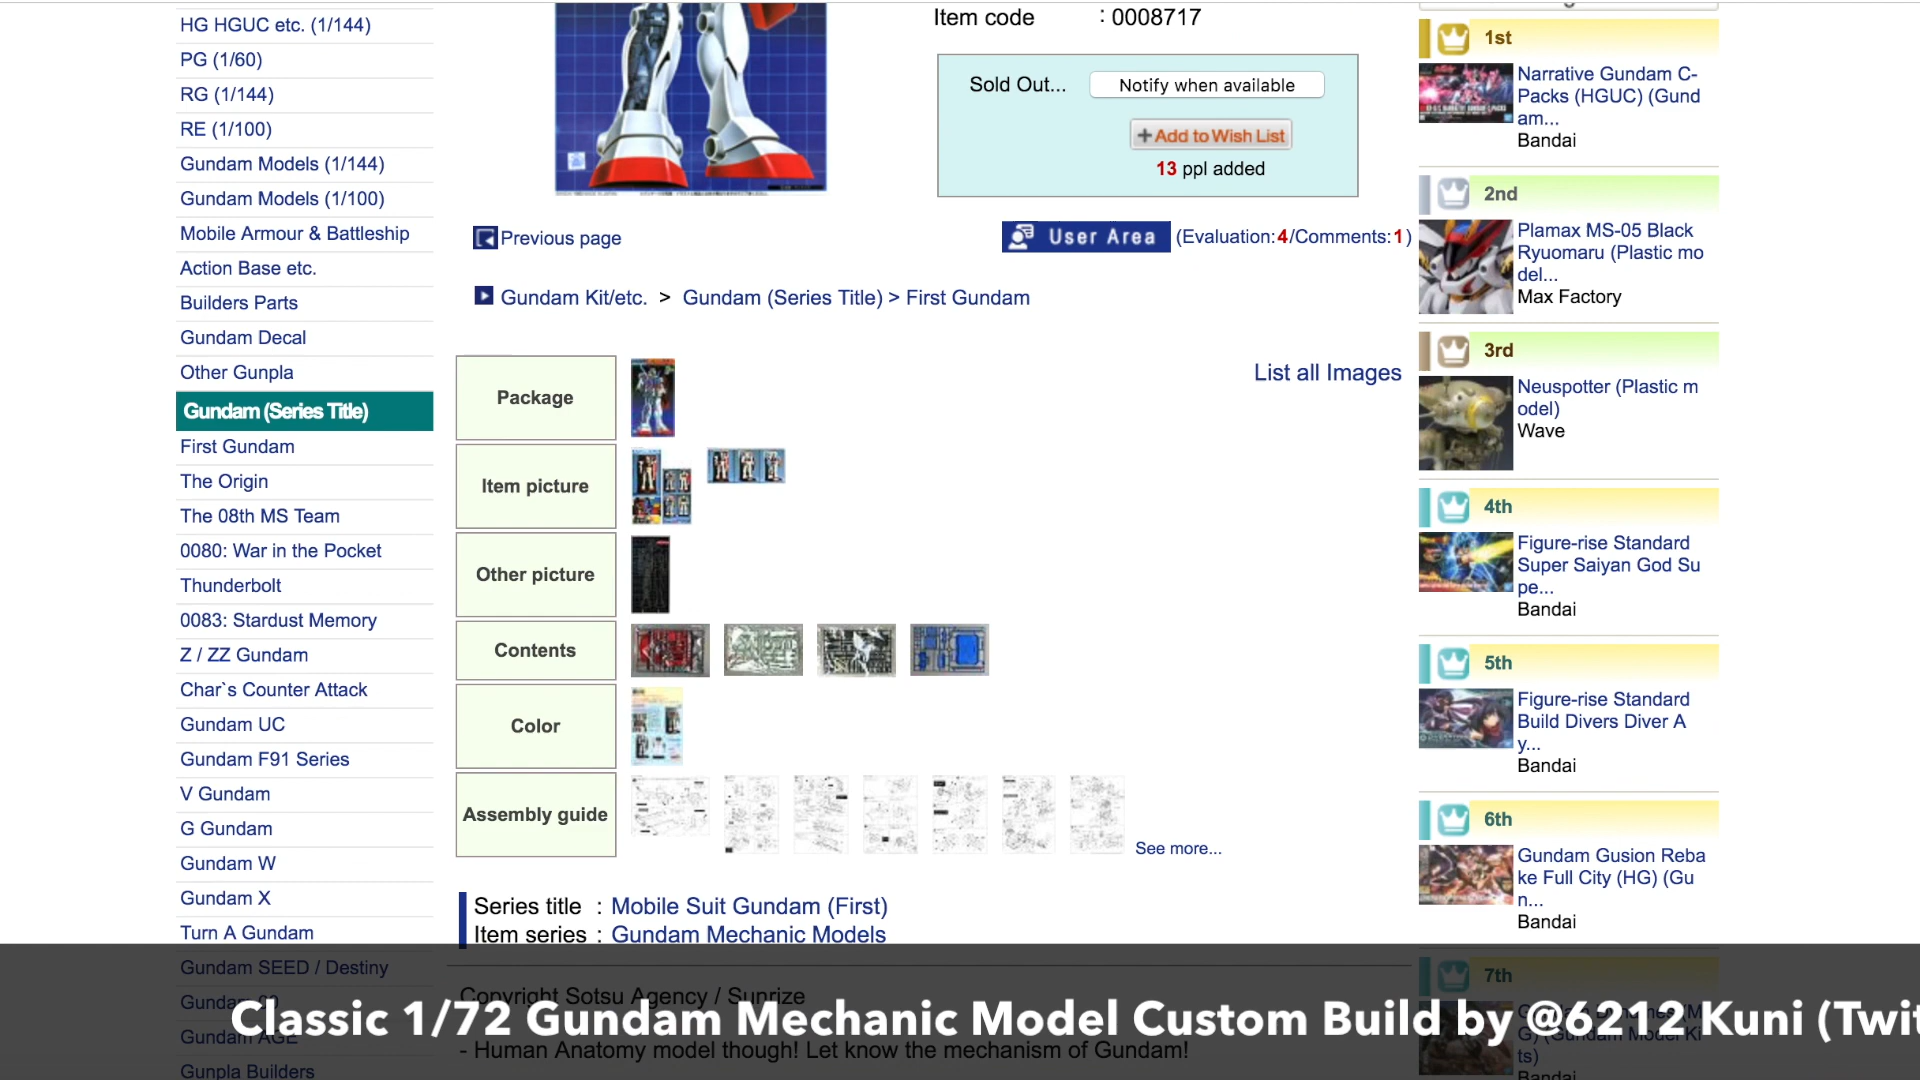 HG HGUC etc. (1/144)
PG (1/60)
RG (1/144)
RE (1/100)
Gundam Models (1/144)
Gundam Models (1/100)
Mobile Armour & Battleship
Action Base etc.
Builders Parts
Gundam Decal
Other Gunpla
Gundam (Series Title)
First Gundam
The Origin
The 08th MS Team
0080: War in the Pocket
Thunderbolt
0083: Stardust Memory
Z / ZZ Gundam
Char`s Counter Attack
Gundam UC
Gundam F91 Series
V Gundam
G Gundam
Gundam W
Gundam X
Turn A Gundam
Gundam SEED / Destiny
Gundam
Gundam AGE
Gunpla Builders
Item code : 0008717
Sold Out... Notify when available
+Add to Wish List
13 ppl added
Previous page
User Area (Evaluation:4/Comments:1)
Gundam Kit/etc. > Gundam (Series Title) > First Gundam
List all Images
Package
Item picture
Other picture
Contents
Color
Assembly guide
See more...
Series title : Mobile Suit Gundam (First)
Item series : Gundam Mechanic Models
Copyright Sotsu Agency / Sunrize
- Human Anatomy model though! Let know the mechanism of Gundam!
1st
Narrative Gundam C-
Packs (HGUC) (Gund
am...
Bandai
2nd
Plamax MS-05 Black
Ryuomaru (Plastic mo
del...
Max Factory
3rd
Neuspotter (Plastic m
odel)
Wave
4th
Figure-rise Standard
Super Saiyan God Su
pe...
Bandai
5th
Figure-rise Standard
Build Divers Diver A
y...
Bandai
6th
Gundam Gusion Reba
ke Full City (HG) (Gu
n...
Bandai
7th
G) (Gundam Model Ki
ts)
Bandai
Classic 1/72 Gundam Mechanic Model Custom Build by @6212 Kuni (Twit